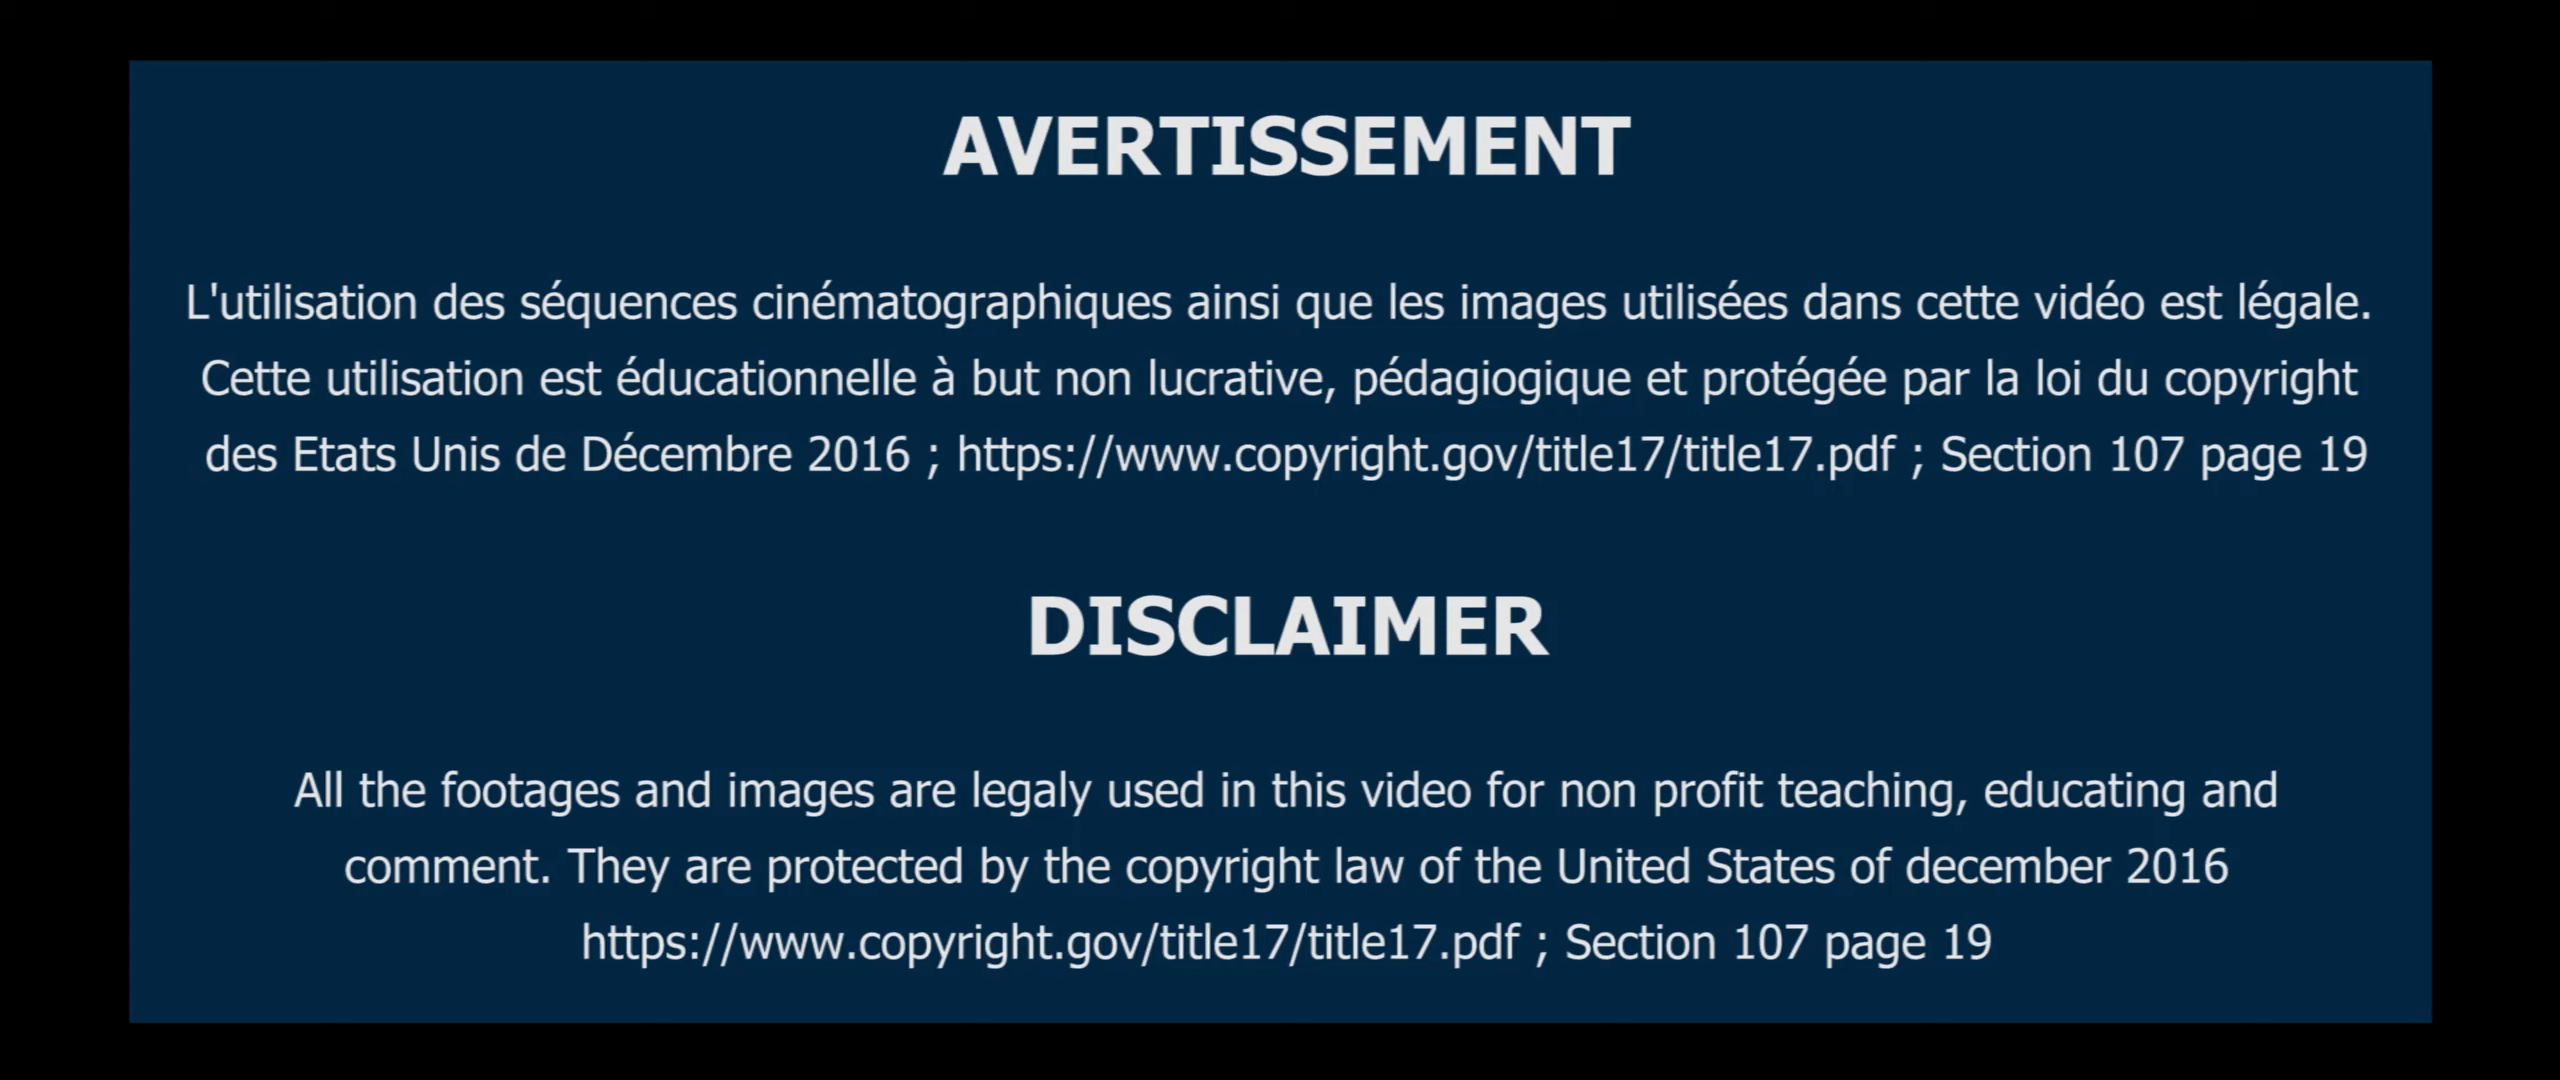 AVERTISSEMENT
L'utilisation des séquences cinématographiques ainsi que les images utilisées dans cette vidéo est légale.
Cette utilisation est éducationnelle à but non lucrative, pédagiogique et protégée par la loi du copyright
des Etats Unis de Décembre 2016 ; https://www.copyright.gov/title17/title17.pdf ; Section 107 page 19
DISCLAIMER
All the footages and images are legaly used in this video for non profit teaching, educating and
comment. They are protected by the copyright law of the United States of december 2016
https://www.copyright.gov/title17/title17.pdf ; Section 107 page 19